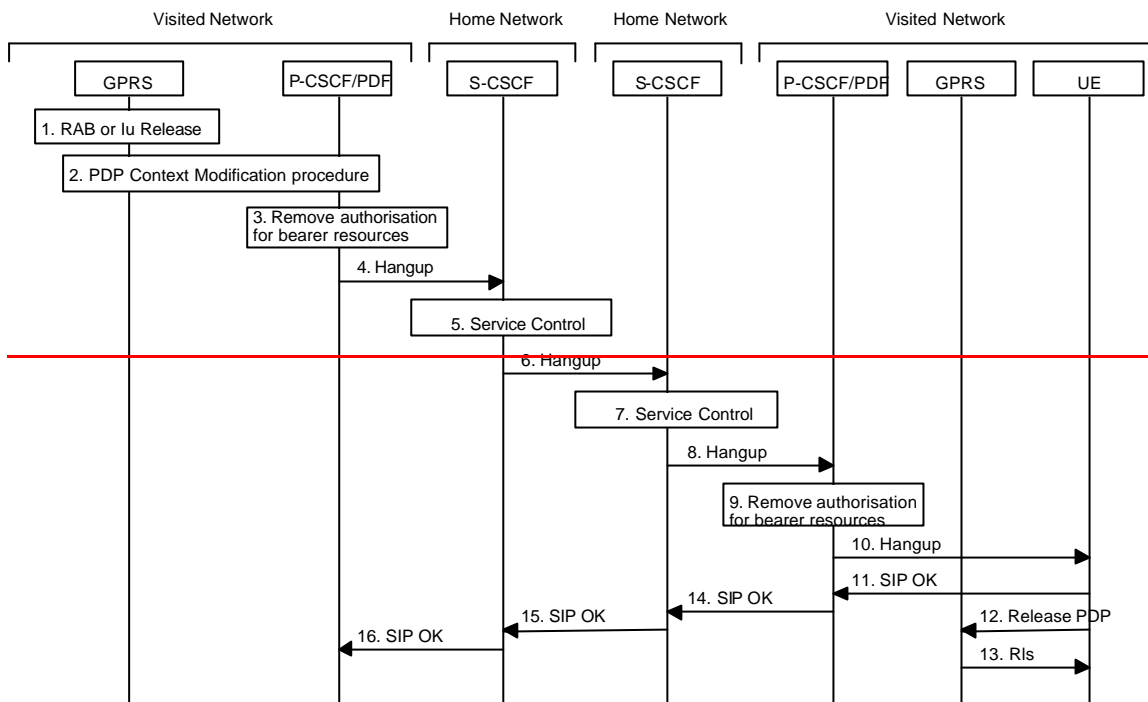 Visited Network
Home Network
Home Network
Visited Network
GPRS
P-CSCF/PDF
S-CSCF
S-CSCF
P-CSCF/PDF
GPRS
UE
1. RAB or Iu Release
2. PDP Context Modification procedure
3. Remove authorisation
for bearer resources
4. Hangup
5. Service Control
6. Hangup
7. Service Control
8. Hangup
9. Remove authorisation
for bearer resources
10. Hangup
11. SIP OK
14. SIP OK
12. Release PDP
15. SIP OK
16. SIP OK
13. Rls